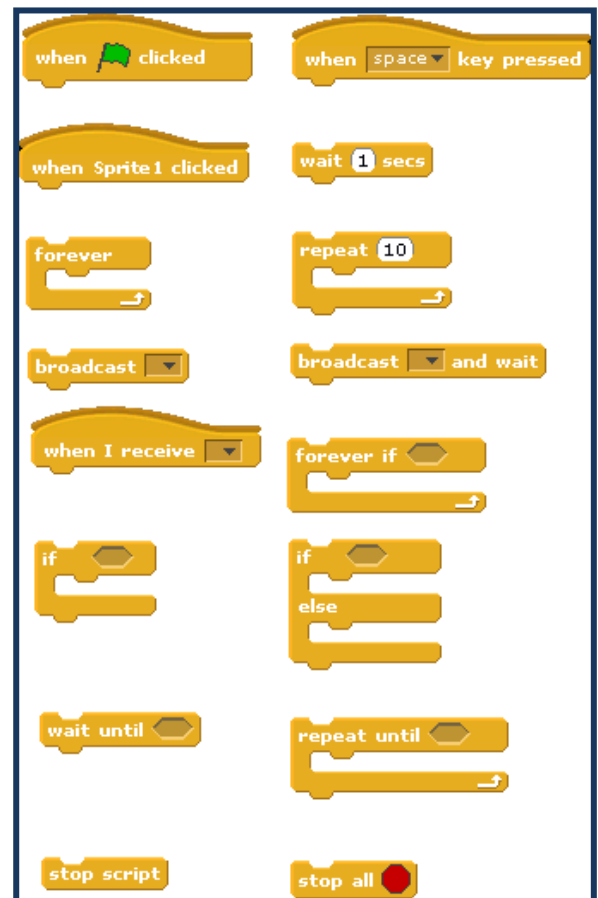 when clicked
when space key pressed
when Sprite1 clicked
wait 1 secs
forever
repeat 10
broadcast
broadcast and wait
when I receive
forever if
if
if
else
wait until
repeat until
stop script
stop all